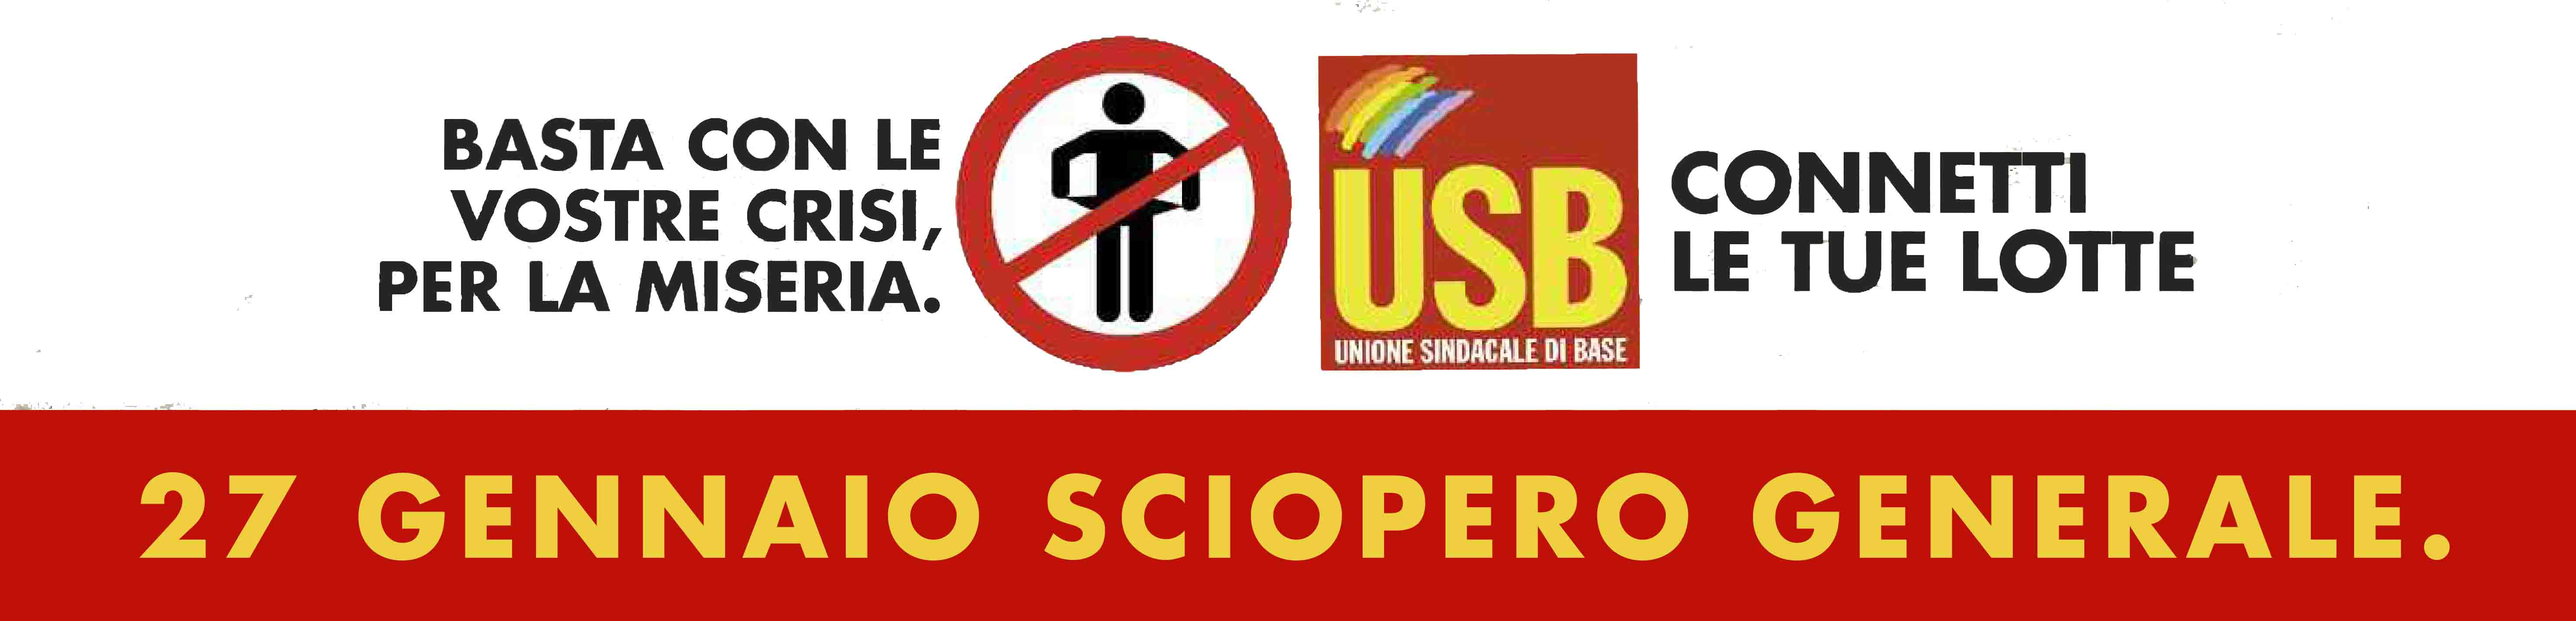 BASTA CON LE
VOSTRE CRISI,
PER LA MISERIA.
USB
UNIONE SINDACALE DI BASE
CONNETTI
LE TUE LOTTE
27 GENNAIO SCIOPERO GENERALE.